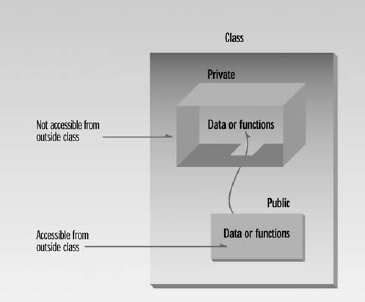 Class
Private
Data or functions
Not accessible from
outside class
Public
Data or functions
Accessible from
outside class